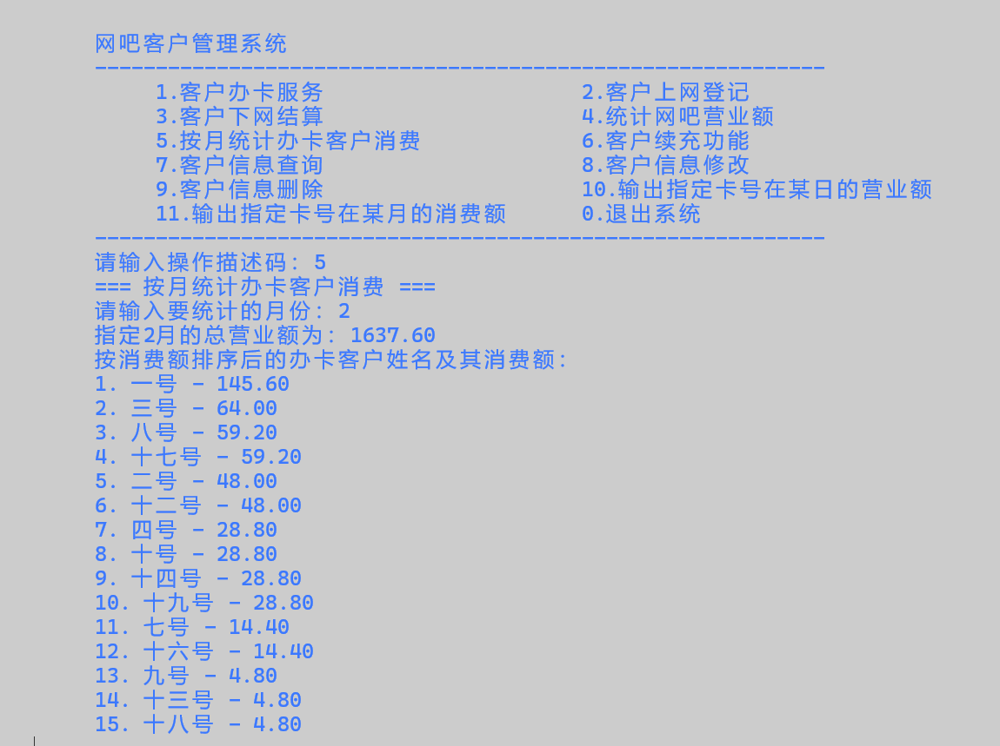 网吧客户管理系统
------------------------------------------------------------
1.客户办卡服务 2.客户上网登记
3.客户下网结算 4.统计网吧营业额
5.按月统计办卡客户消费 6.客户续充功能
7.客户信息查询 8.客户信息修改
9.客户信息删除 10.输出指定卡号在某日的营业额
11.输出指定卡号在某月的消费额 0.退出系统
------------------------------------------------------------
请输入操作描述码：5
=== 按月统计办卡客户消费 ===
请输入要统计的月份：2
指定2月的总营业额为：1637.60
按消费额排序后的办卡客户姓名及其消费额：
1. 一号 - 145.60
2. 三号 - 64.00
3. 八号 - 59.20
4. 十七号 - 59.20
5. 二号 - 48.00
6. 十二号 - 48.00
7. 四号 - 28.80
8. 十号 - 28.80
9. 十四号 - 28.80
10. 十九号 - 28.80
11. 七号 - 14.40
12. 十六号 - 14.40
13. 九号 - 4.80
14. 十三号 - 4.80
15. 十八号 - 4.80